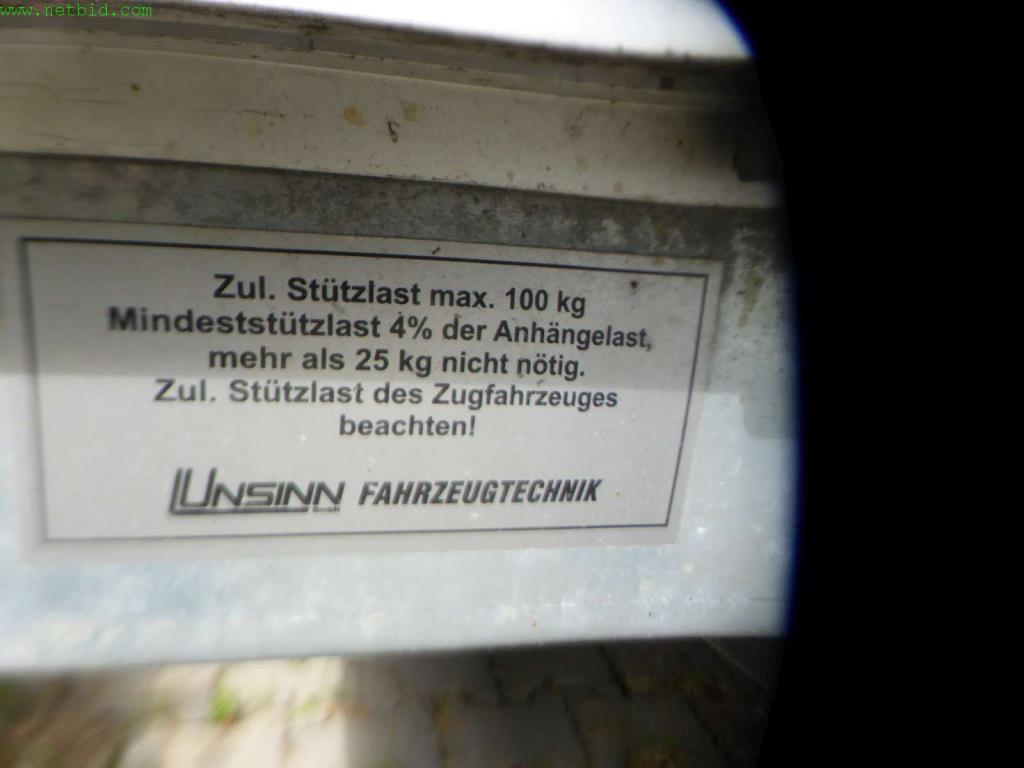 www.netbid.com
Zul. Stützlast max. 100 kg
Mindeststützlast 4% der Anhängelast,
mehr als 25 kg nicht nötig.
Zul. Stützlast des Zugfahrzeuges
beachten!
UNSINN GmbH FAHRZEUGTECHNIK